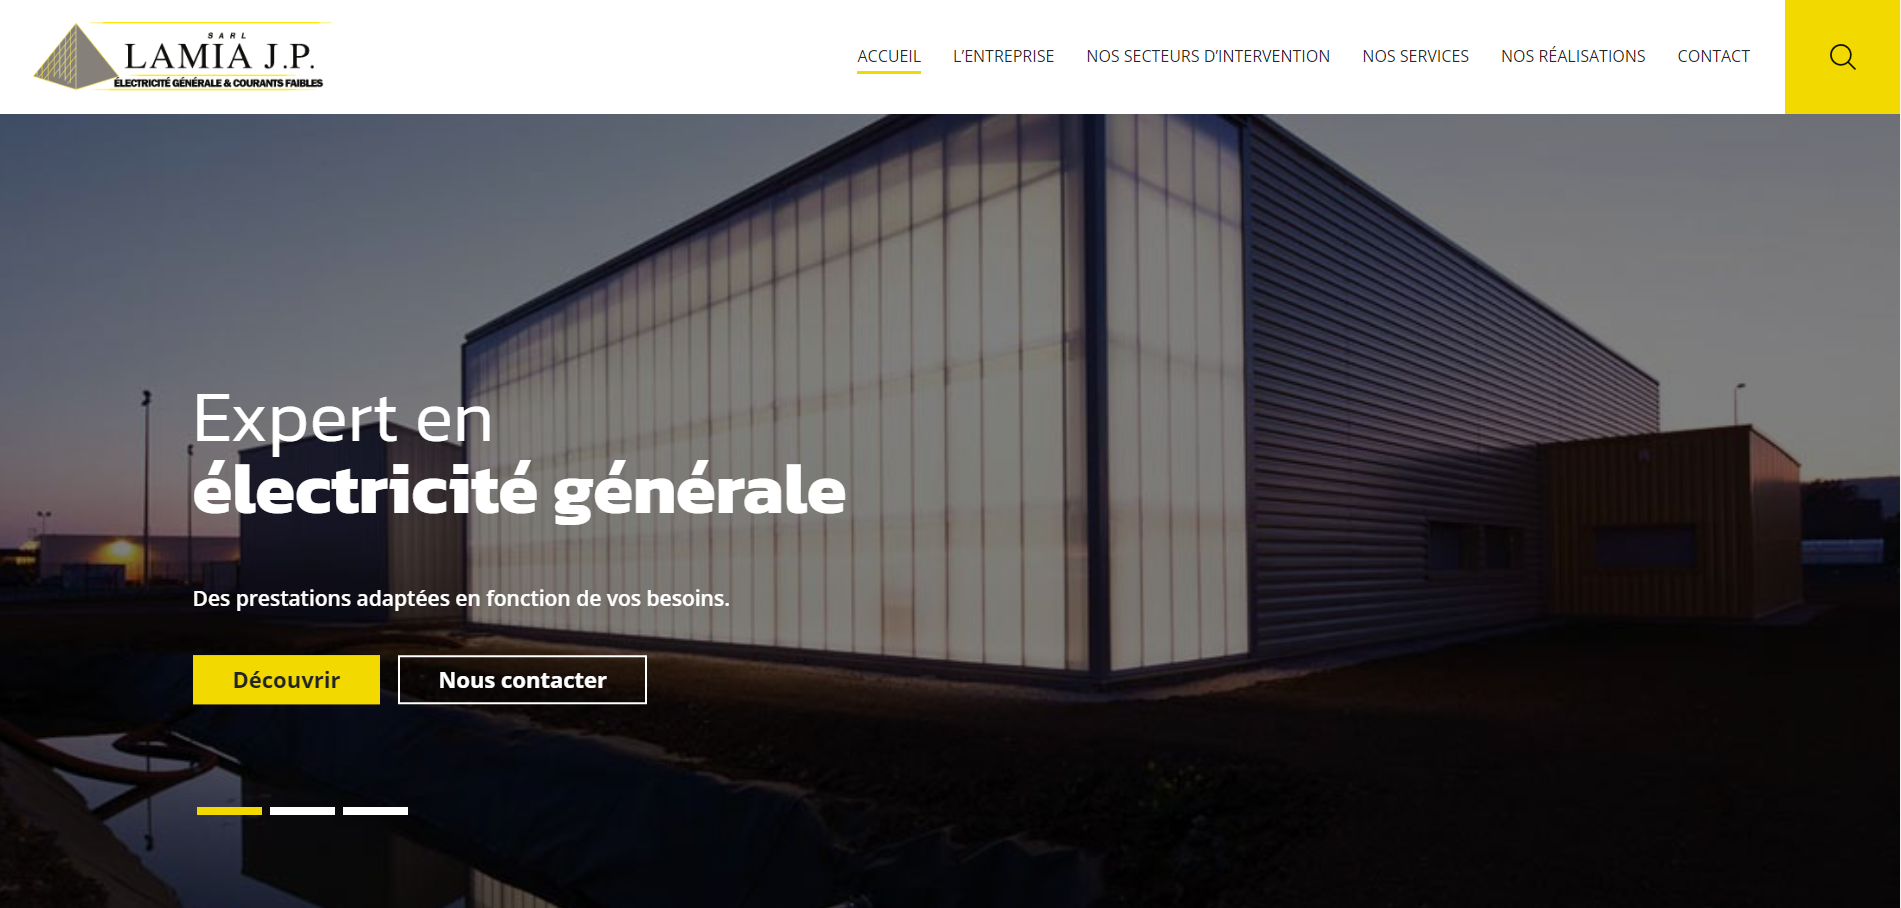 SARL
LAMIA J.P.
ÉLECTRICITÉ GÉNÉRALE & COURANTS FAIBLES
ACCUEIL L’ENTREPRISE NOS SECTEURS D’INTERVENTION NOS SERVICES NOS RÉALISATIONS CONTACT
Expert en
électricité générale
Des prestations adaptées en fonction de vos besoins.
Découvrir Nous contacter